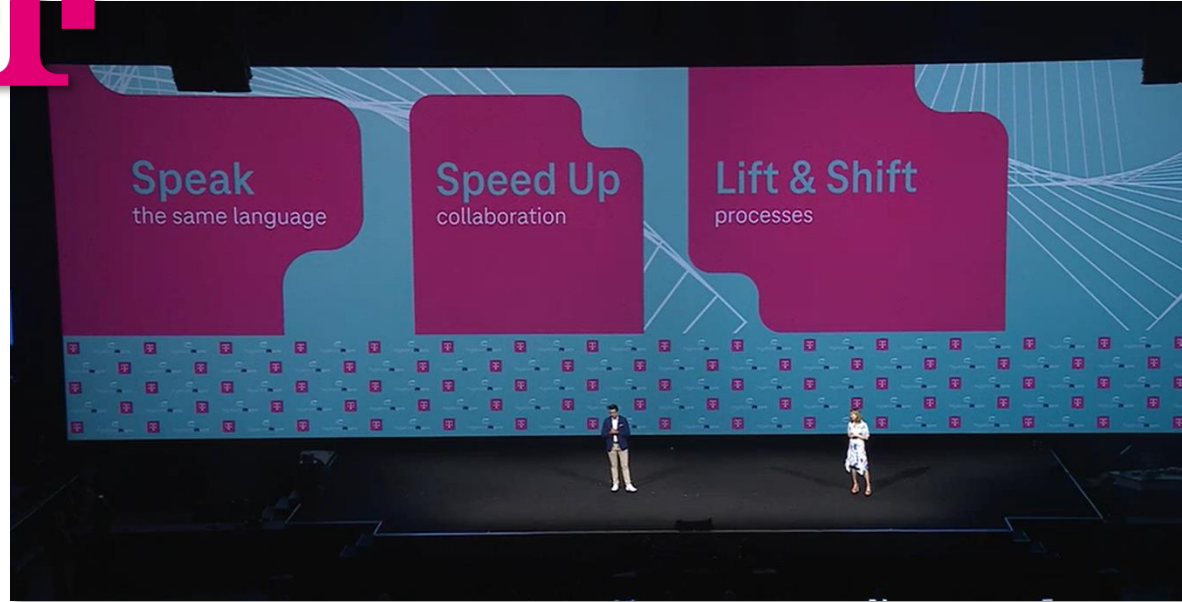 Speak
the same language
Speed Up
collaboration
Lift & Shift
processes